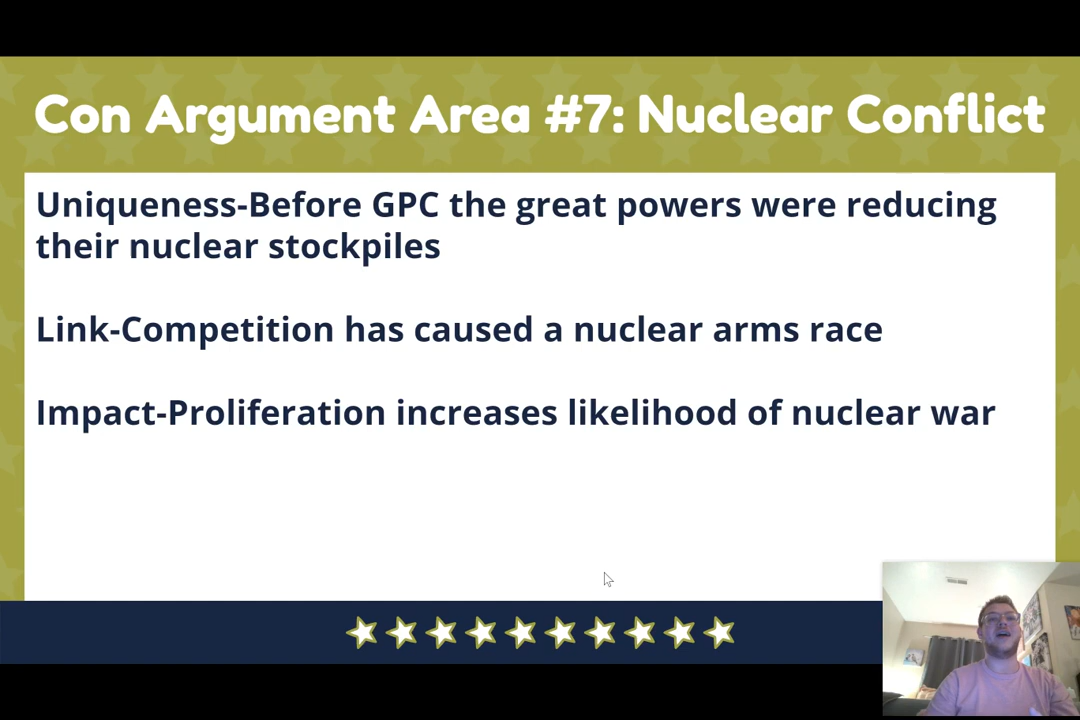 Con Argument Area #7: Nuclear Conflict
Uniqueness-Before GPC the great powers were reducing
their nuclear stockpiles
Link-Competition has caused a nuclear arms race
Impact-Proliferation increases likelihood of nuclear war